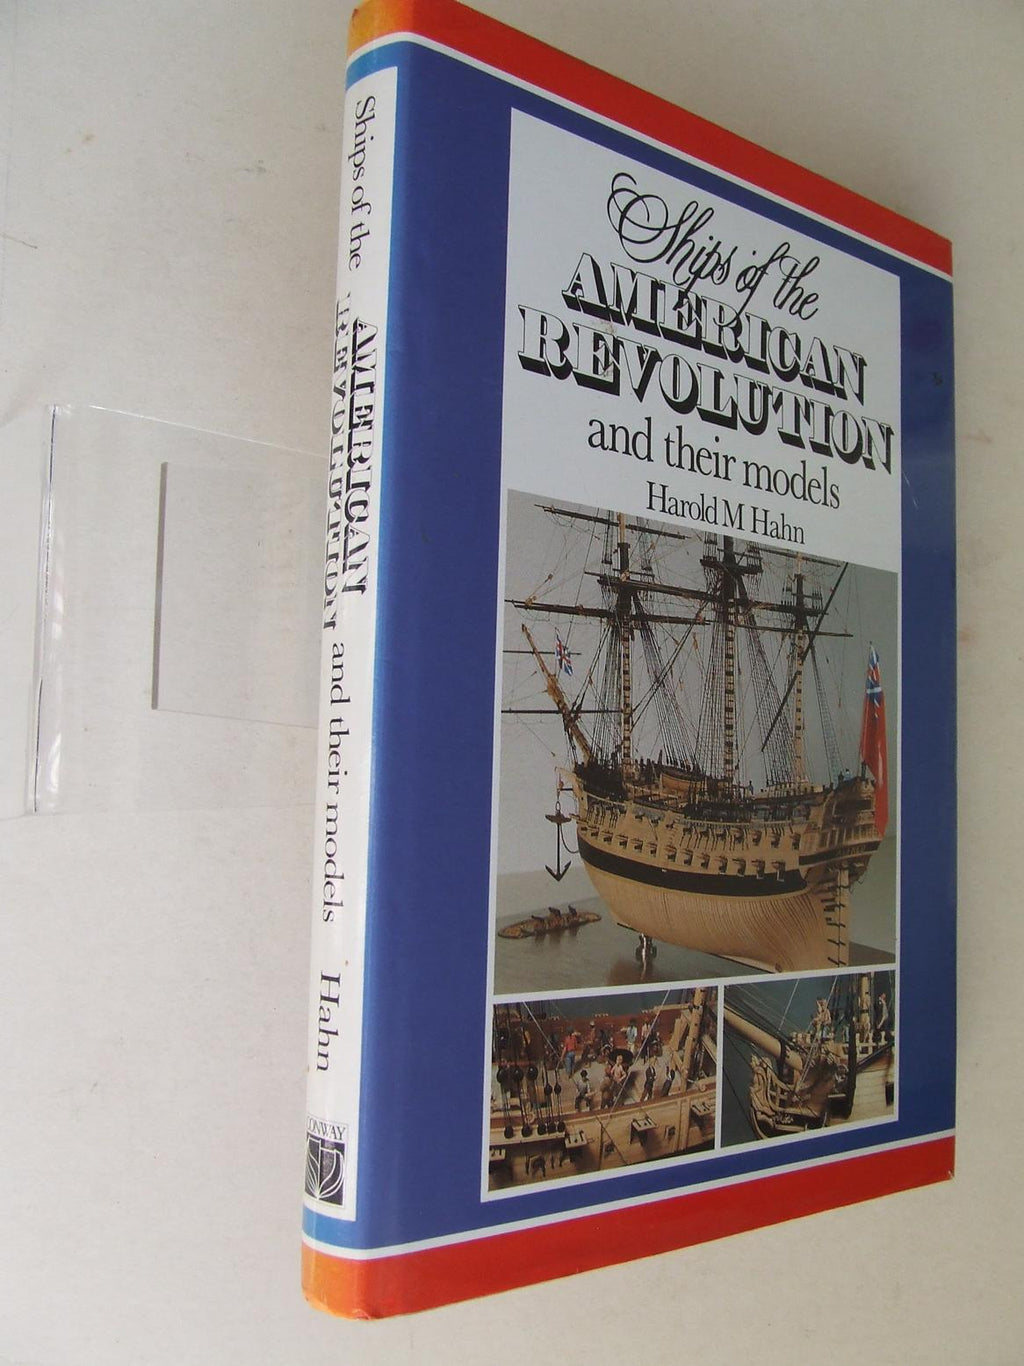 Ships of the
AMERICAN
REVOLUTION
and their models
Harold M Hahn
Ships of the AMERICAN REVOLUTION and their models Hahn
CONWAY